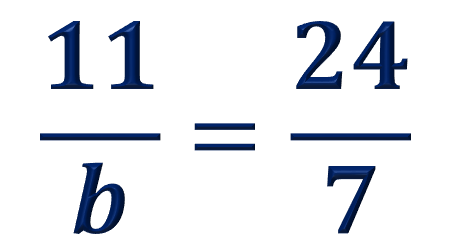 11/b = 24/7